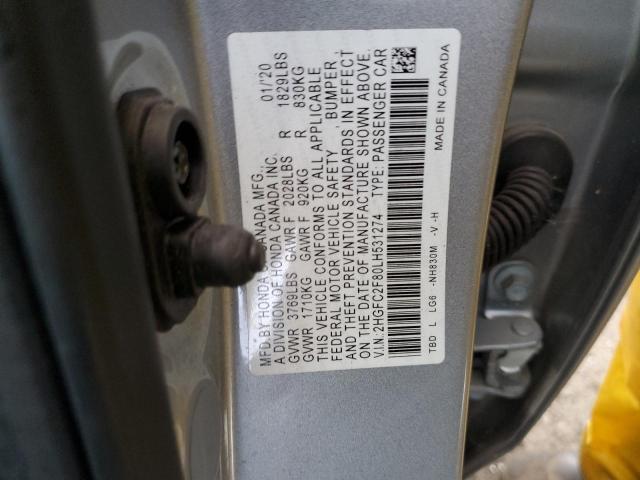 MFD. BY HONDA CANADA MFG., 01/20
A DIVISION OF HONDA CANADA INC.
GVWR 3769LBS GAWR F 2028LBS R 1829LBS
GVWR 1710KG GAWR F 920KG R 830KG
THIS VEHICLE CONFORMS TO ALL APPLICABLE
FEDERAL MOTOR VEHICLE SAFETY , BUMPER ,
AND THEFT PREVENTION STANDARDS IN EFFECT
ON THE DATE OF MANUFACTURE SHOWN ABOVE.
V.I.N.: 2HGFC2F80LH531274 TYPE: PASSENGER CAR
TBD L LG6 -NH830M -V -H MADE IN CANADA